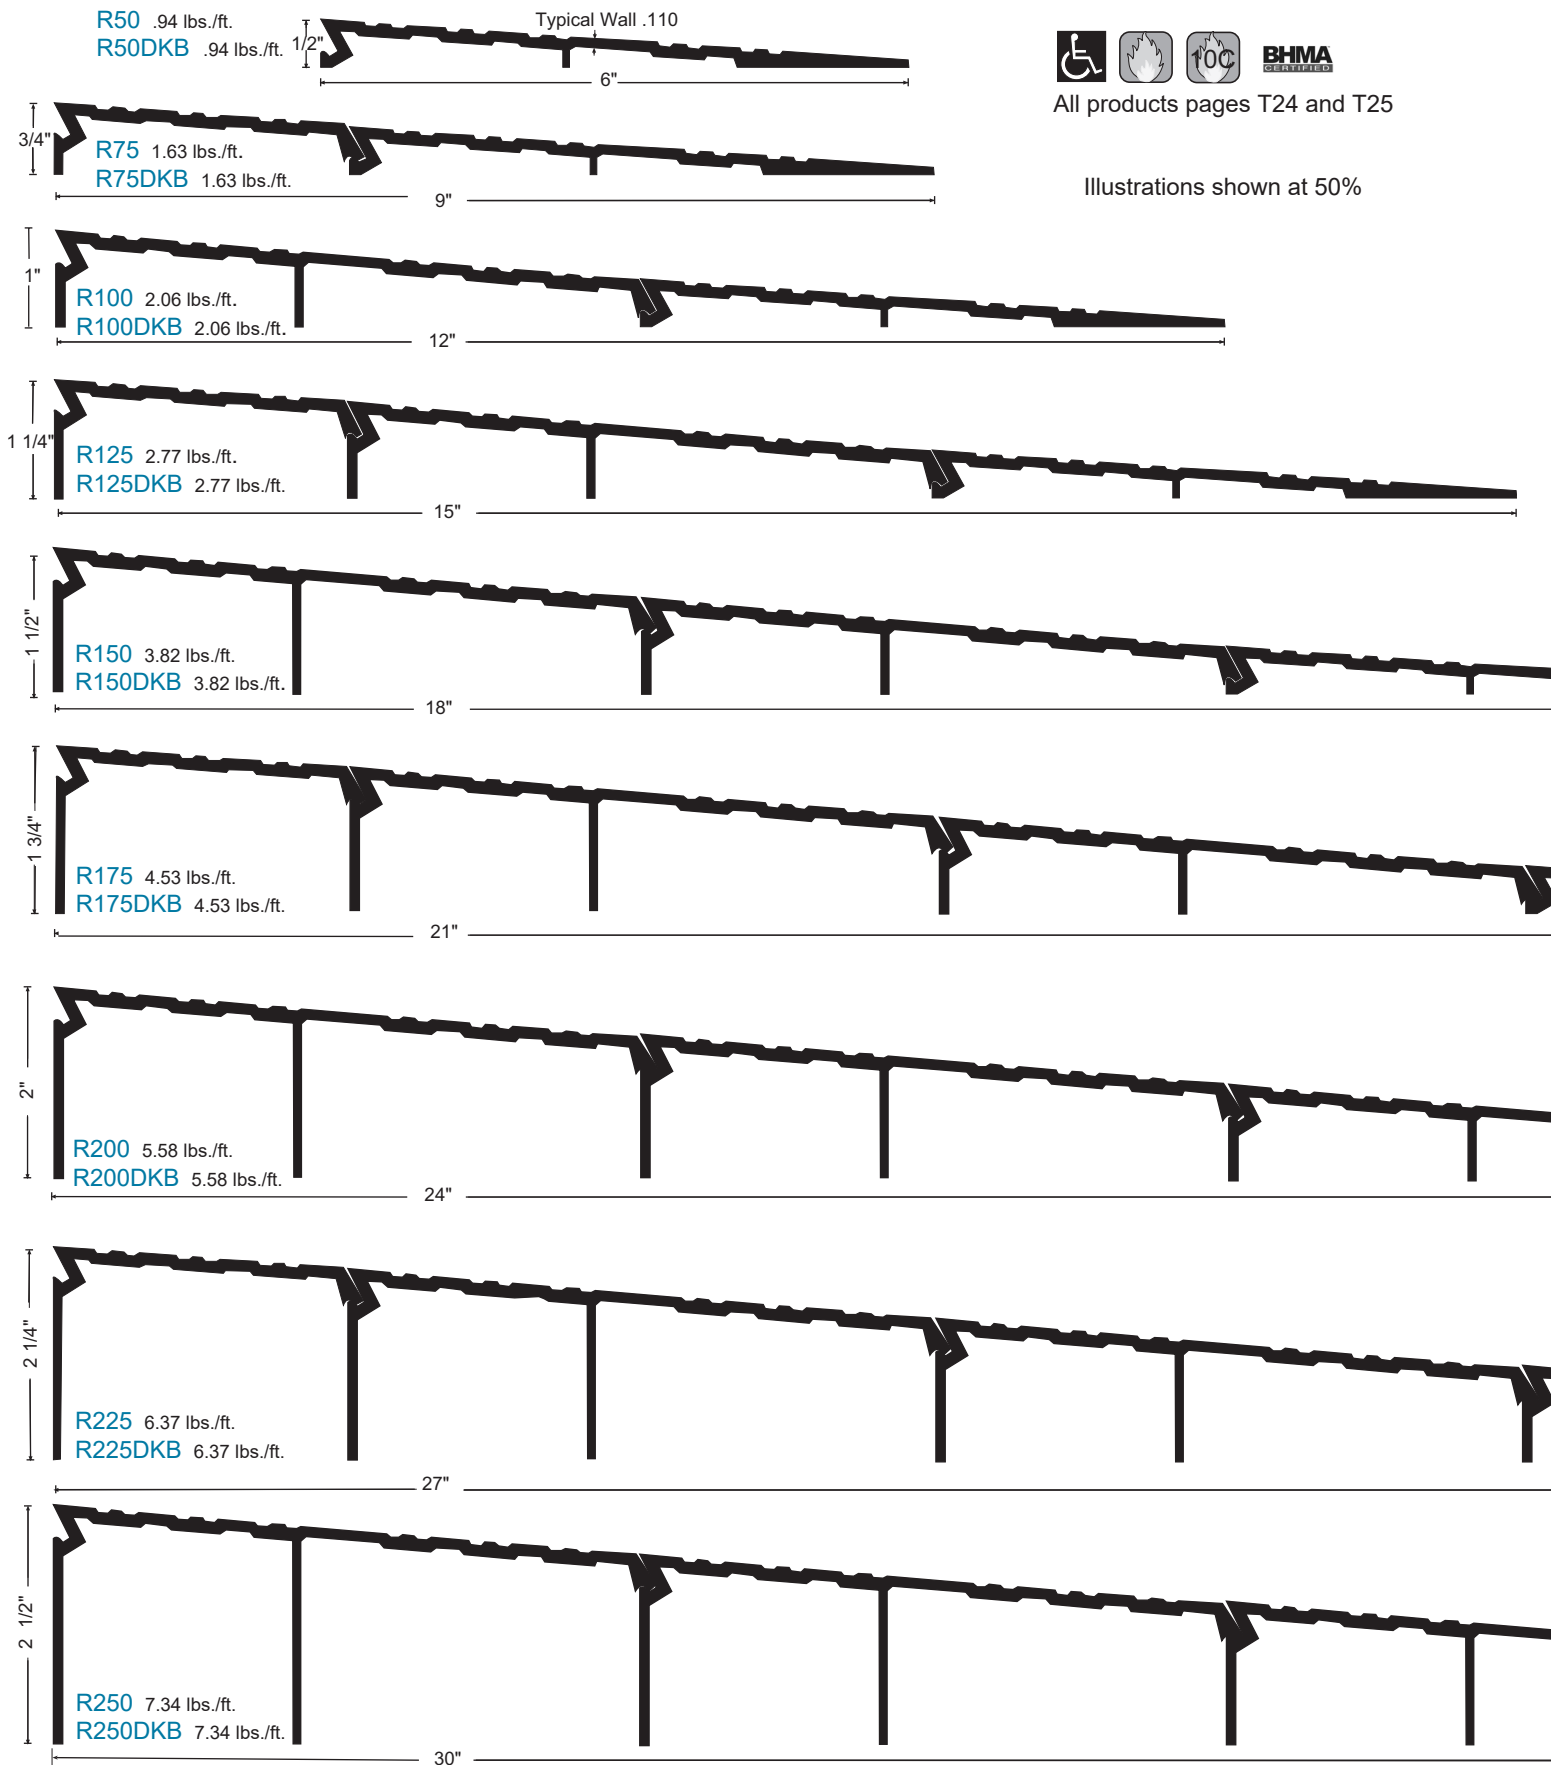 R50 .94 lbs./ft.
R50DKB .94 lbs./ft.
1/2"
Typical Wall .110
6"
10C
BHMA
CERTIFIED
All products pages T24 and T25
Illustrations shown at 50%
3/4"
R75 1.63 lbs./ft.
R75DKB 1.63 lbs./ft.
9"
1"
R100 2.06 lbs./ft.
R100DKB 2.06 lbs./ft.
12"
1 1/4"
R125 2.77 lbs./ft.
R125DKB 2.77 lbs./ft.
15"
1 1/2"
R150 3.82 lbs./ft.
R150DKB 3.82 lbs./ft.
18"
1 3/4"
R175 4.53 lbs./ft.
R175DKB 4.53 lbs./ft.
21"
2"
R200 5.58 lbs./ft.
R200DKB 5.58 lbs./ft.
24"
2 1/4"
R225 6.37 lbs./ft.
R225DKB 6.37 lbs./ft.
27"
2 1/2"
R250 7.34 lbs./ft.
R250DKB 7.34 lbs./ft.
30"